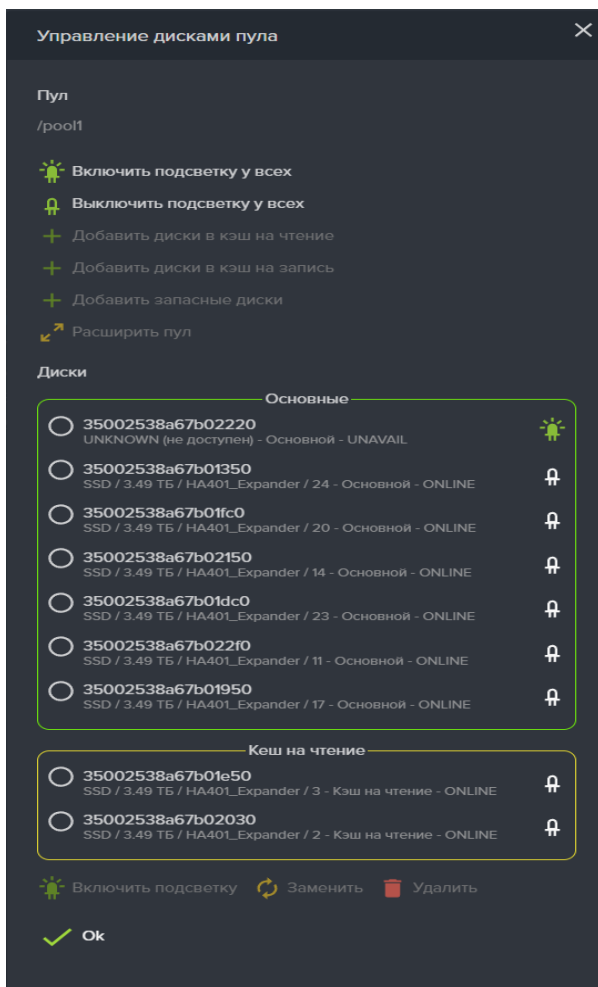 Управление дисками пула
Пул
/pool1
Включить подсветку у всех
Выключить подсветку у всех
Добавить диски в кэш на чтение
Добавить диски в кэш на запись
Добавить запасные диски
Расширить пул
Диски
Основные
35002538a67b02220
UNKNOWN (не доступен) - Основной - UNAVAIL
35002538a67b01350
SSD / 3.49 ТБ / HA401_Expander / 24 - Основной - ONLINE
35002538a67b01fc0
SSD / 3.49 ТБ / HA401_Expander / 20 - Основной - ONLINE
35002538a67b02150
SSD / 3.49 ТБ / HA401_Expander / 14 - Основной - ONLINE
35002538a67b01dc0
SSD / 3.49 ТБ / HA401_Expander / 23 - Основной - ONLINE
35002538a67b022f0
SSD / 3.49 ТБ / HA401_Expander / 11 - Основной - ONLINE
35002538a67b01950
SSD / 3.49 ТБ / HA401_Expander / 17 - Основной - ONLINE
Кеш на чтение
35002538a67b01e50
SSD / 3.49 ТБ / HA401_Expander / 3 - Кэш на чтение - ONLINE
35002538a67b02030
SSD / 3.49 ТБ / HA401_Expander / 2 - Кэш на чтение - ONLINE
Включить подсветку Заменить Удалить
Ok